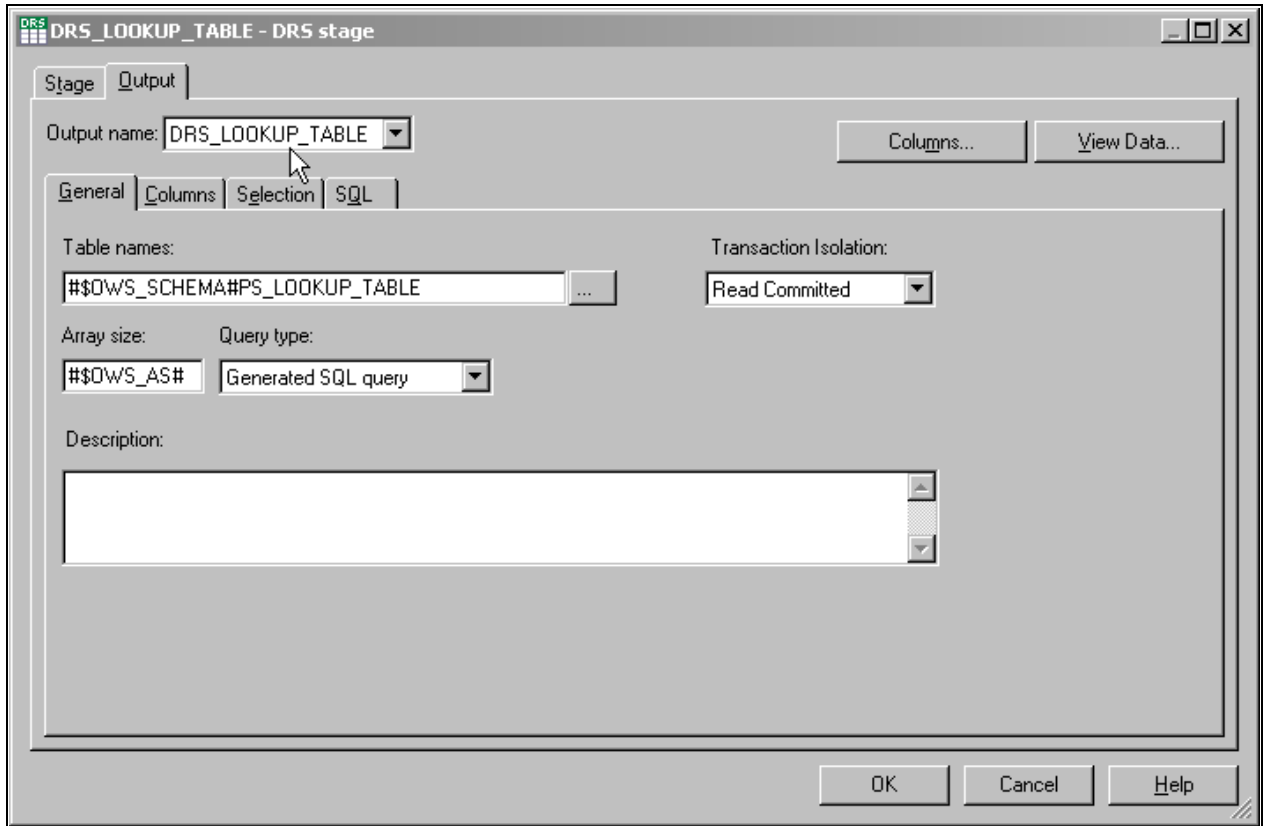 DRS DRS_LOOKUP_TABLE - DRS stage
Stage Output
Output name: DRS_LOOKUP_TABLE Columns... View Data...
General Columns Selection SQL
Table names: Transaction Isolation:
#$OWS_SCHEMA#PS_LOOKUP_TABLE ... Read Committed
Array size: Query type:
#$OWS_AS# Generated SQL query
Description:
OK Cancel Help